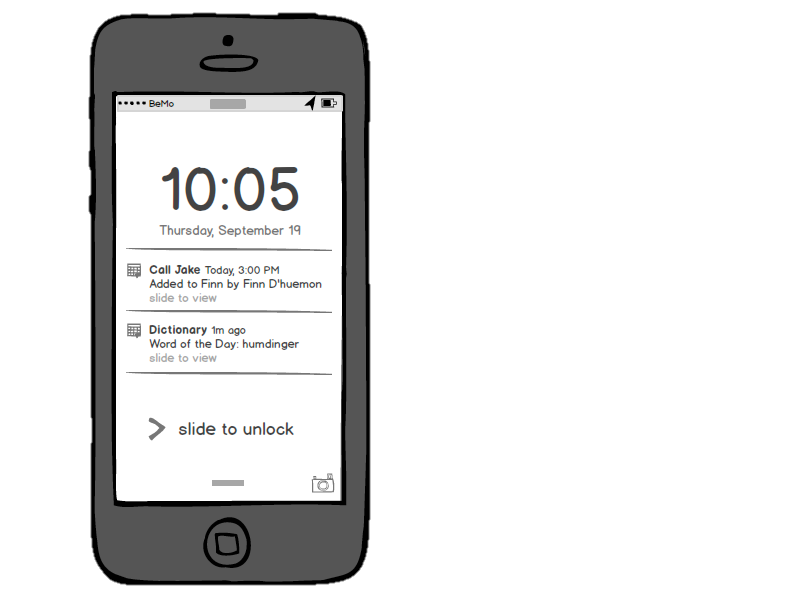 BeMo
10:05
Thursday, September 19
Call Jake Today, 3:00 PM
Added to Finn by Finn D'huemon
slide to view
Dictionary 1m ago
Word of the Day: humdinger
slide to view
slide to unlock